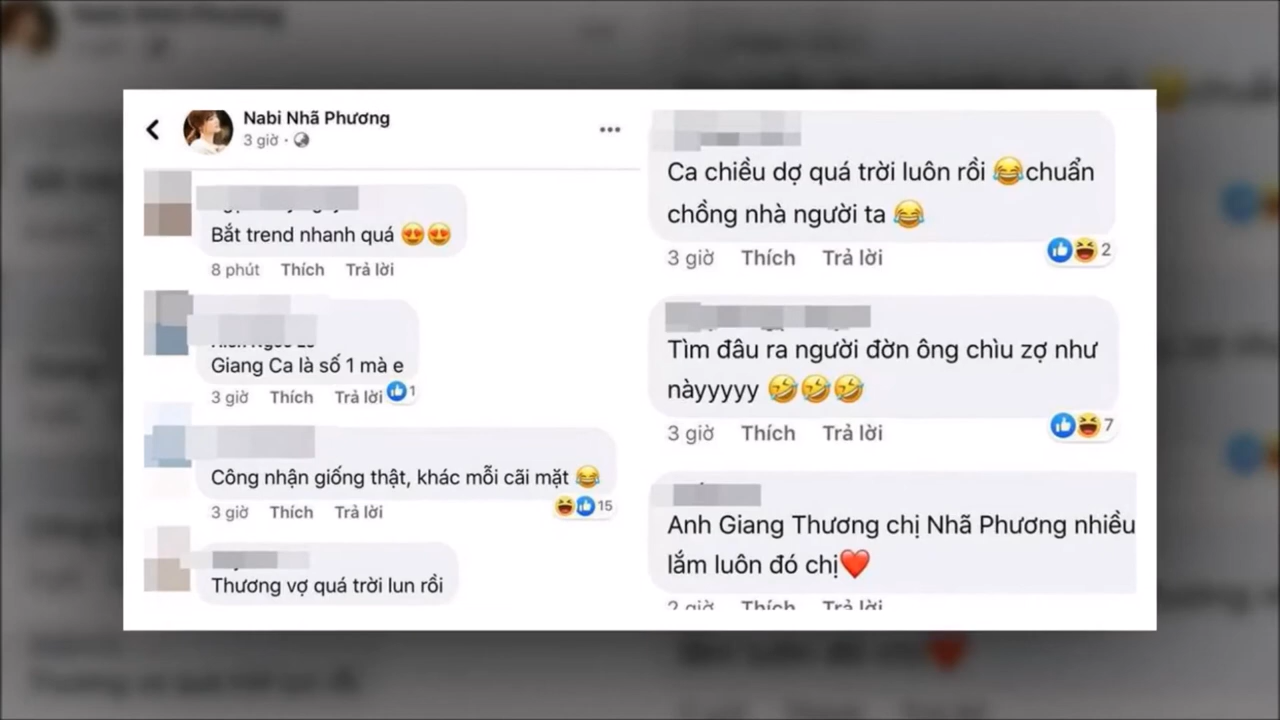 Nabi Nhã Phương
3 giờ ·
Bắt trend nhanh quá 😍😍
8 phút Thích Trả lời
Giang Ca là số 1 mà e
3 giờ Thích Trả lời 1
Công nhận giống thật, khác mỗi cãi mặt 😂
3 giờ Thích Trả lời 15
Thương vợ quá trời lun rồi
Ca chiều dợ quá trời luôn rồi 😂chuẩn
chồng nhà người ta 😂
3 giờ Thích Trả lời 2
Tìm đâu ra người đờn ông chìu zợ như
nàyyyyy 🤣🤣🤣
3 giờ Thích Trả lời 7
Anh Giang Thương chị Nhã Phương nhiều
lắm luôn đó chị❤️
giờ Thích Trả lời